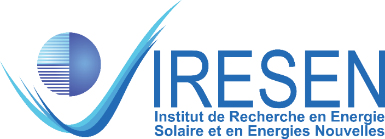 IRESEN
Institut de Recherche en Energie
Solaire et en Energies Nouvelles